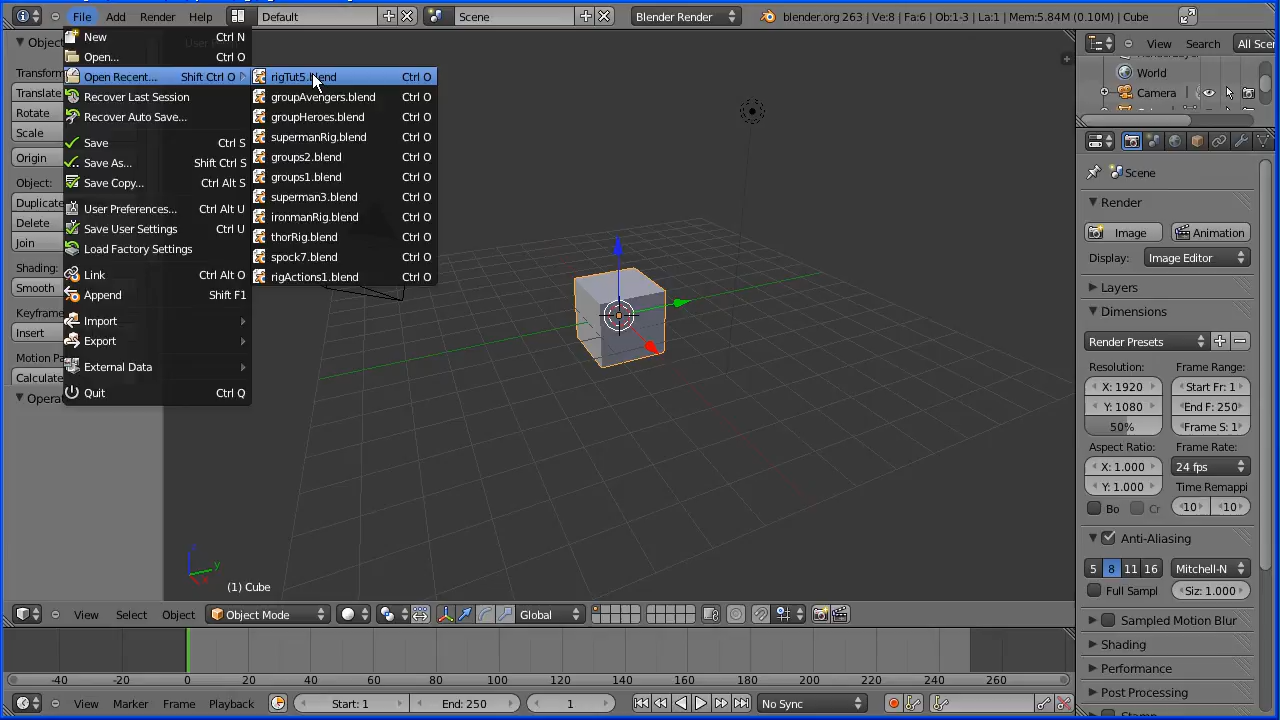 File Add Render Help Default Scene Blender Render blender.org 263 | Ve:8 | Fa:6 | Ob:1-3 | La:1 | Mem:5.84M (0.10M) | Cube
New Ctrl N
Open... Ctrl O
Open Recent... Shift Ctrl O
Recover Last Session
Recover Auto Save...
Save Ctrl S
Save As... Shift Ctrl S
Save Copy... Ctrl Alt S
User Preferences... Ctrl Alt U
Save User Settings Ctrl U
Load Factory Settings
Link Ctrl Alt O
Append Shift F1
Import
Export
External Data
Quit Ctrl Q
rigTut5.blend Ctrl O
groupAvengers.blend Ctrl O
groupHeroes.blend Ctrl O
supermanRig.blend Ctrl O
groups2.blend Ctrl O
groups1.blend Ctrl O
superman3.blend Ctrl O
ironmanRig.blend Ctrl O
thorRig.blend Ctrl O
spock7.blend Ctrl O
rigActions1.blend Ctrl O
Objec
Transform
Translate
Rotate
Scale
Origin
Object:
Duplicate
Delete
Join
Shading:
Smooth
Keyframe
Insert
Motion Pa
Calculate
Opera
z
y
x
(1) Cube
View Select Object Object Mode Global
-40 -20 0 20 40 60 80 100 120 140 160 180 200 220 240 260
View Marker Frame Playback Start: 1 End: 250 1 No Sync
View Search All Scen
World
Camera
Scene
Render
Image Animation
Display: Image Editor
Layers
Dimensions
Render Presets
Resolution: Frame Range:
X: 1920 Start Fr: 1
Y: 1080 End F: 250
50% Frame S: 1
Aspect Ratio: Frame Rate:
X: 1.000 24 fps
Y: 1.000 Time Remappi
Bo Cr 10 10
Anti-Aliasing
5 8 11 16 Mitchell-N
Full Sampl Siz: 1.000
Sampled Motion Blur
Shading
Performance
Post Processing